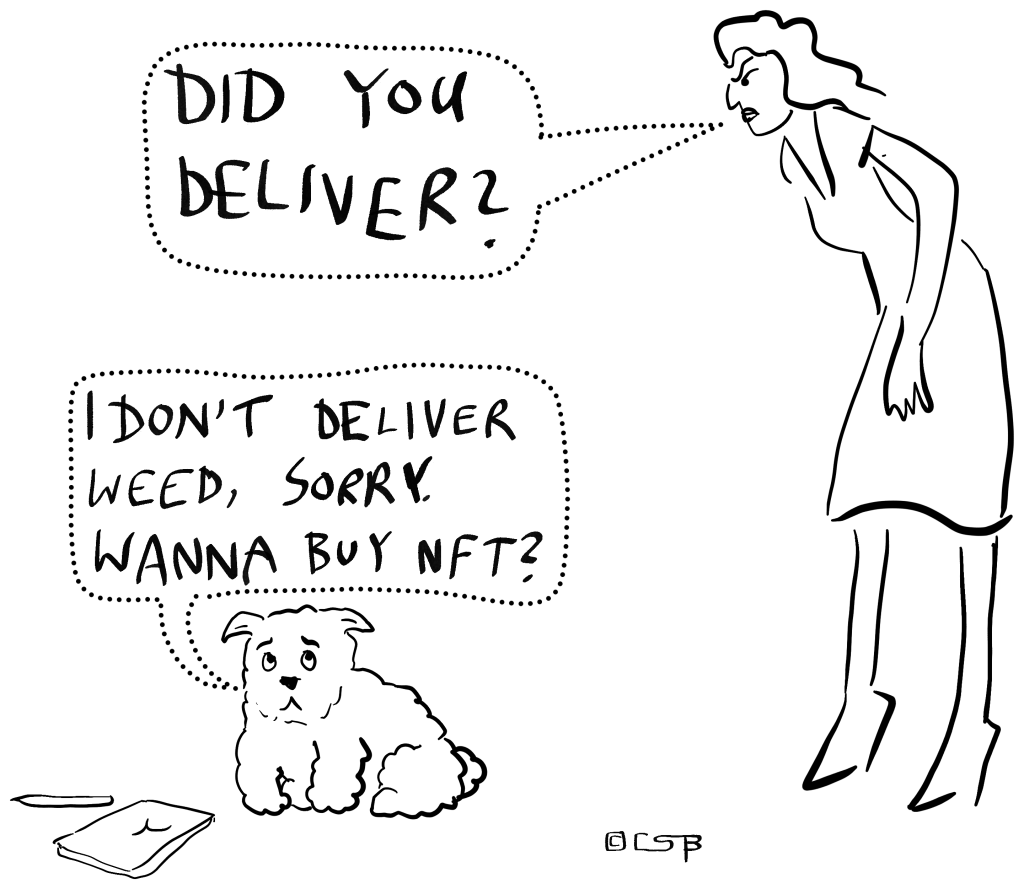 DID YOU
DELIVER?
I DON'T DELIVER
WEED, SORRY.
WANNA BUY NFT?
© CSB